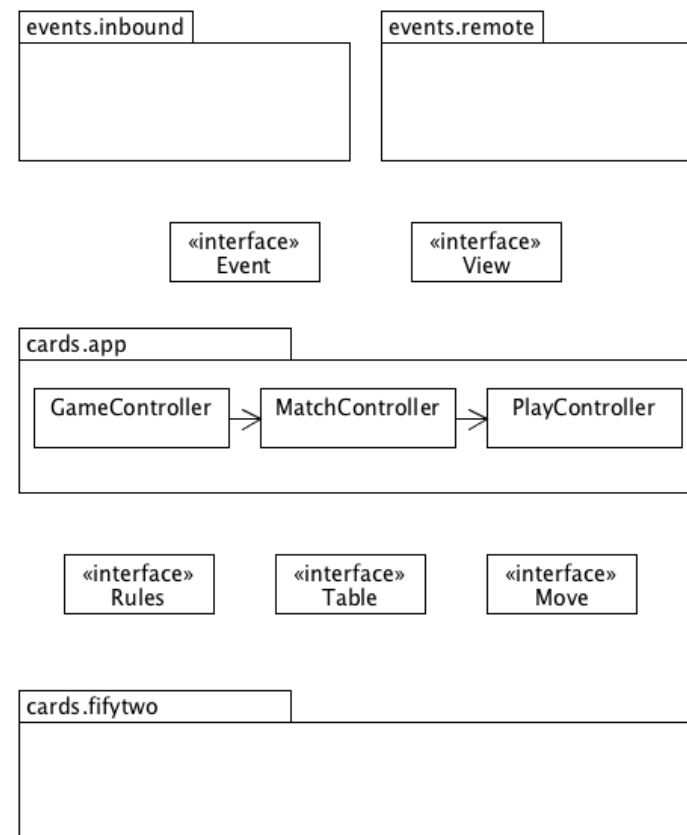 events.inbound
events.remote
«interface»
Event
«interface»
View
cards.app
GameController
MatchController
PlayController
«interface»
Rules
«interface»
Table
«interface»
Move
cards.fifytwo